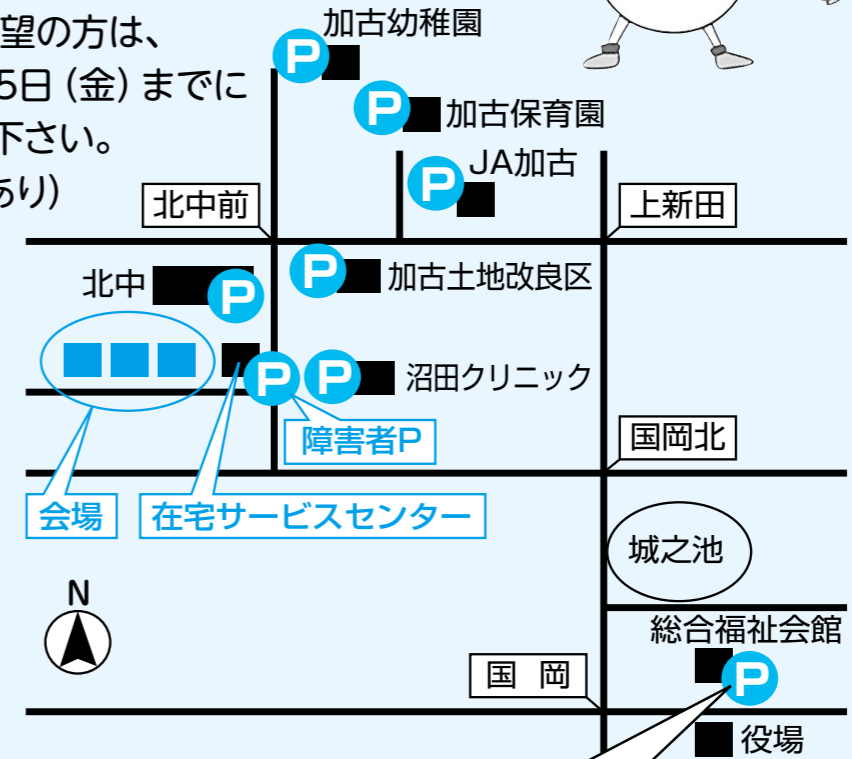 望の方は、
5日（金）までに
下さい。
あり)
加古幼稚園
P
加古保育園
P
JA加古
P
北中前
上新田
北中
P
P
加古土地改良区
P
P
沼田クリニック
障害者P
国岡北
会場
在宅サービスセンター
城之池
N
総合福祉会館
P
国 岡
役場